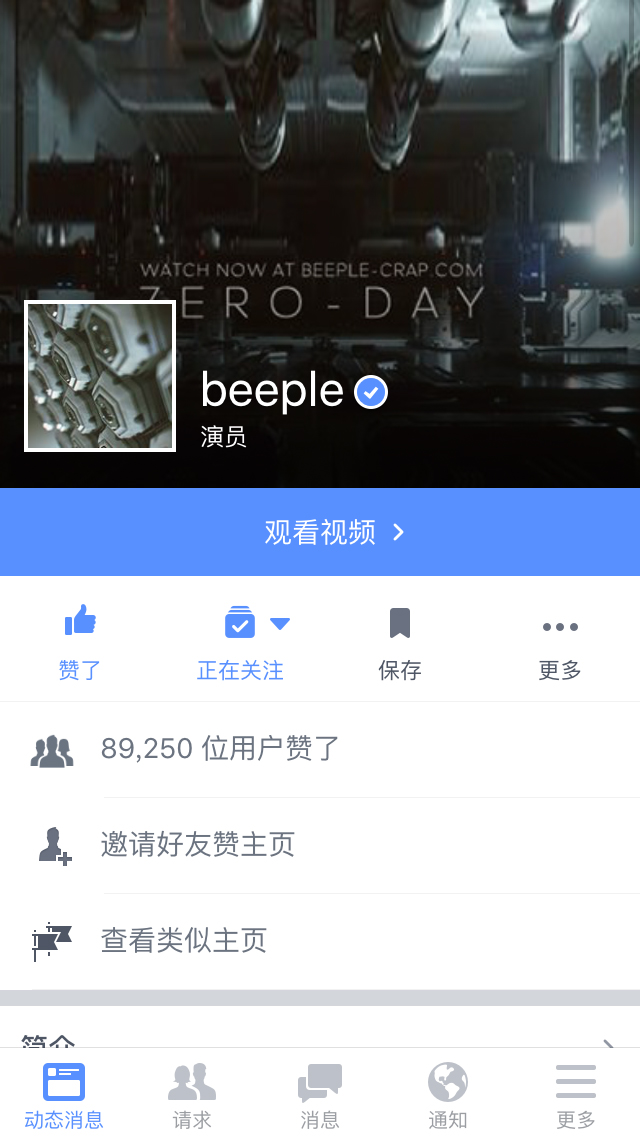 WATCH NOW AT BEEPLE-CRAP.COM
ZERO-DAY
beeple
演员
观看视频
赞了
正在关注
保存
更多
89,250 位用户赞了
邀请好友赞主页
查看类似主页
简介
动态消息
请求
消息
通知
更多